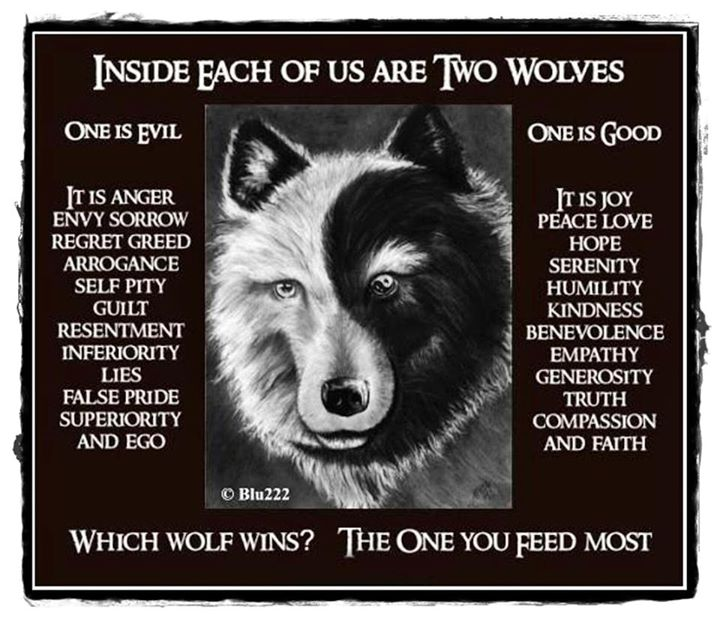 INSIDE EACH OF US ARE TWO WOLVES
ONE IS EVIL
IT IS ANGER
ENVY SORROW
REGRET GREED
ARROGANCE
SELF PITY
GUILT
RESENTMENT
INFERIORITY
LIES
FALSE PRIDE
SUPERIORITY
AND EGO
ONE IS GOOD
IT IS JOY
PEACE LOVE
HOPE
SERENITY
HUMILITY
KINDNESS
BENEVOLENCE
EMPATHY
GENEROSITY
TRUTH
COMPASSION
AND FAITH
© Blu222
WHICH WOLF WINS? THE ONE YOU FEED MOST